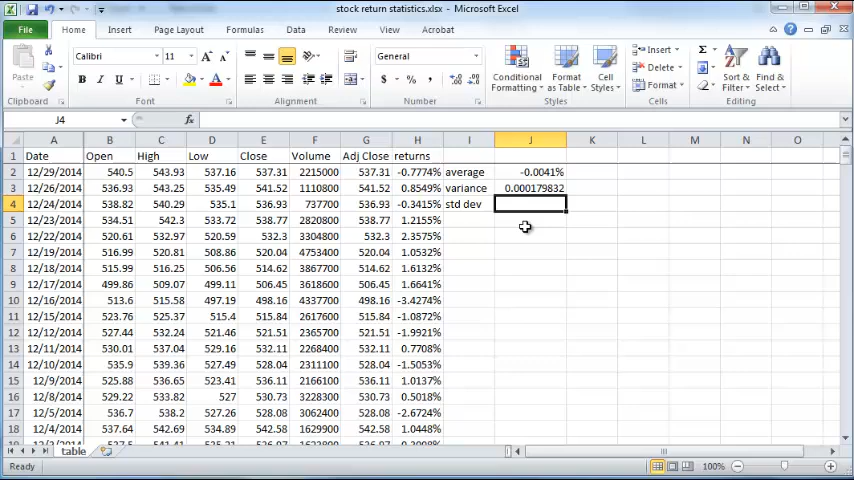 stock return statistics.xlsx - Microsoft Excel
File Home Insert Page Layout Formulas Data Review View Acrobat
Calibri 11 General Insert
Paste B I U $ % , Conditional Formatting Format as Table Cell Styles Delete Format Sort & Filter Find & Select
Clipboard Font Alignment Number Styles Cells Editing
J4 fx
A B C D E F G H I J K L M N O
1 Date Open High Low Close Volume Adj Close returns
2 12/29/2014 540.5 543.93 537.16 537.31 2215000 537.31 -0.7774% average -0.0041%
3 12/26/2014 536.93 543.25 535.49 541.52 1110800 541.52 0.8549% variance 0.000179832
4 12/24/2014 538.82 540.29 535.1 536.93 737700 536.93 -0.3415% std dev
5 12/23/2014 534.51 542.3 533.72 538.77 2820800 538.77 1.2155%
6 12/22/2014 520.61 532.97 520.59 532.3 3304800 532.3 2.3575%
7 12/19/2014 516.99 520.81 508.86 520.04 4753400 520.04 1.0532%
8 12/18/2014 515.99 516.25 506.56 514.62 3867700 514.62 1.6132%
9 12/17/2014 499.86 509.07 499.11 506.45 3618600 506.45 1.6641%
10 12/16/2014 513.6 515.58 497.19 498.16 4337700 498.16 -3.4274%
11 12/15/2014 523.76 525.37 515.4 515.84 2617600 515.84 -1.0872%
12 12/12/2014 527.44 532.24 521.46 521.51 2365700 521.51 -1.9921%
13 12/11/2014 530.01 537.04 529.26 532.11 2268400 532.11 0.7708%
14 12/10/2014 535.9 539.30 527.49 528.04 2311100 528.04 -1.5053%
15 12/9/2014 525.88 536.65 523.41 536.11 2166100 536.11 1.0137%
16 12/8/2014 529.22 533.82 527 530.73 3228300 530.73 0.5018%
17 12/5/2014 536.7 538.2 527.26 528.08 3062400 528.08 -2.6724%
18 12/4/2014 537.64 542.69 534.89 542.58 1629900 542.58 1.0444%
table
Ready 100%